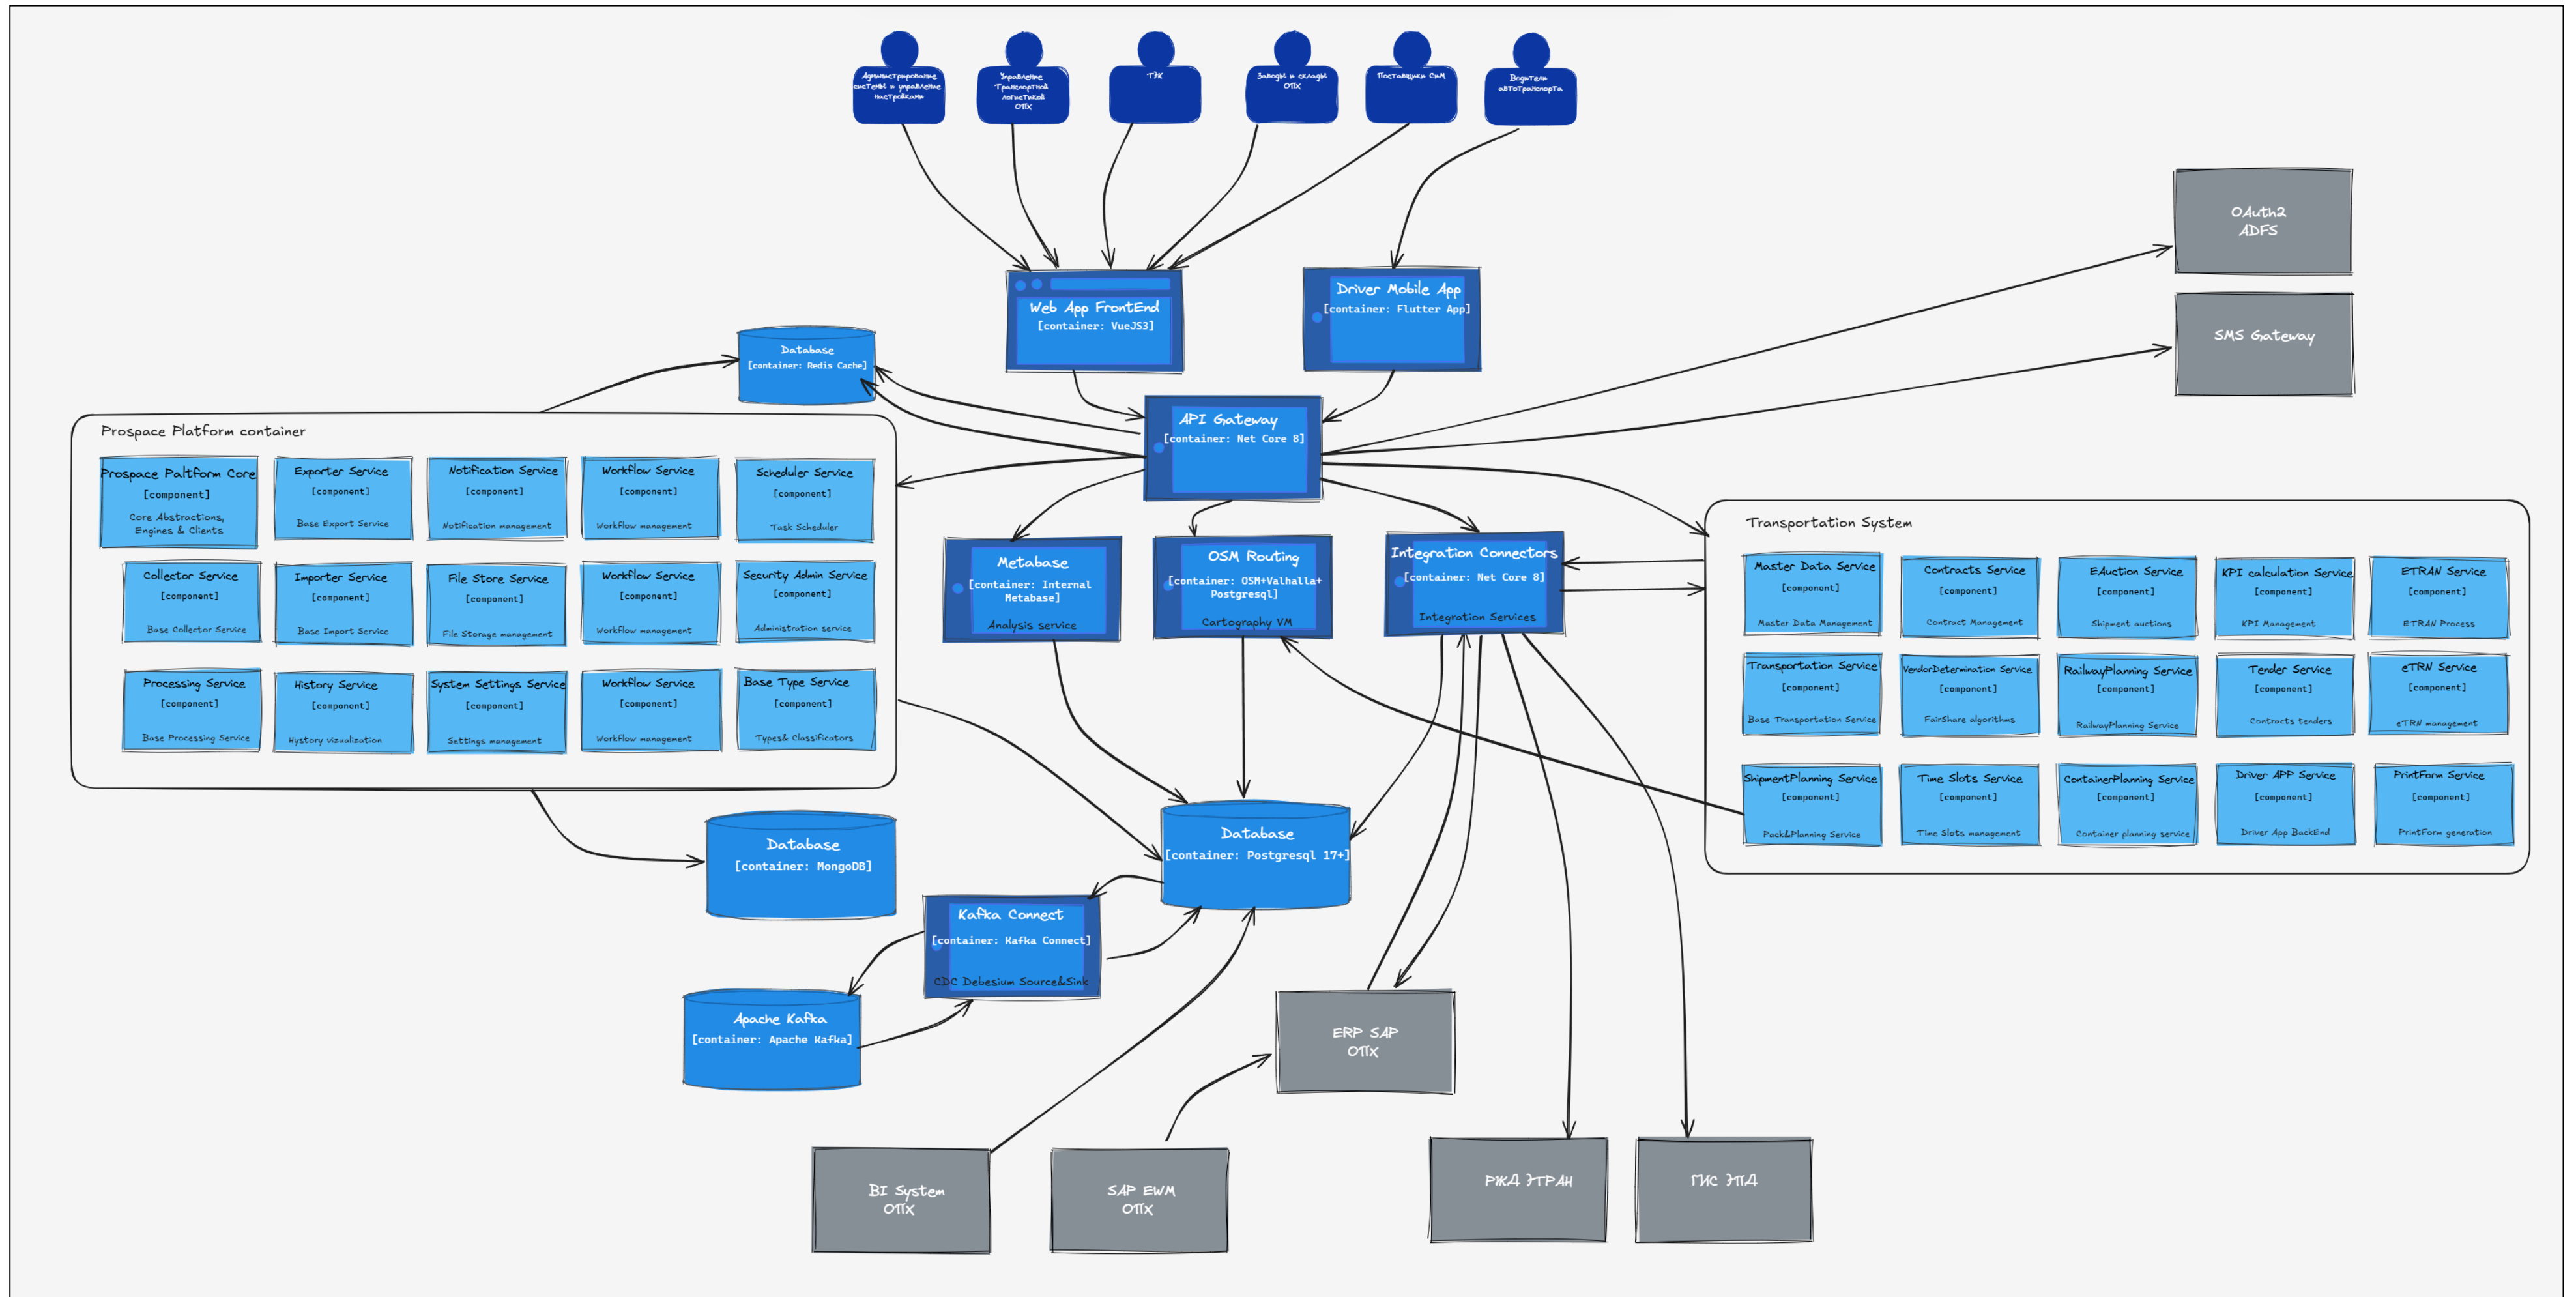 Администрирование
системы и управление
настройками
Управление
Транспортной
логистикой
ОПХ
ТЭК
Заводы и склады
ОПХ
Поставщики СиМ
Водители
автотранспорта
OAuth2
ADFS
SMS Gateway
Web App FrontEnd
[container: VueJS3]
Driver Mobile App
[container: Flutter App]
Database
[container: Redis Cache]
API Gateway
[container: Net Core 8]
Prospace Platform container
Prospace Paltform Core
[component]
Core Abstractions,
Engines & Clients
Exporter Service
[component]
Base Export Service
Notification Service
[component]
Notification management
Workflow Service
[component]
Workflow management
Scheduler Service
[component]
Task Scheduler
Collector Service
[component]
Base Collector Service
Importer Service
[component]
Base Import Service
File Store Service
[component]
File Storage management
Workflow Service
[component]
Workflow management
Security Admin Service
[component]
Administration service
Processing Service
[component]
Base Processing Service
History Service
[component]
Hystory vizualization
System Settings Service
[component]
Settings management
Workflow Service
[component]
Workflow management
Base Type Service
[component]
Types& Classificators
Metabase
[container: Internal
Metabase]
Analysis service
OSM Routing
[container: OSM+Valhalla+
Postgresql]
Cartography VM
Integration Connectors
[container: Net Core 8]
Integration Services
Transportation System
Master Data Service
[component]
Master Data Management
Contracts Service
[component]
Contract Management
EAuction Service
[component]
Shipment auctions
KPI calculation Service
[component]
KPI Management
ETRAN Service
[component]
ETRAN Process
Transportation Service
[component]
Base Transportation Service
VendorDetermination Service
[component]
FairShare algorithms
RailwayPlanning Service
[component]
RailwayPlanning Service
Tender Service
[component]
Contracts tenders
eTRN Service
[component]
eTRN management
ShipmentPlanning Service
[component]
Pack&Planning Service
Time Slots Service
[component]
Time Slots management
ContainerPlanning Service
[component]
Container planning service
Driver APP Service
[component]
Driver App BackEnd
PrintForm Service
[component]
PrintForm generation
Database
[container: MongoDB]
Database
[container: Postgresql 17+]
Kafka Connect
[container: Kafka Connect]
CDC Debesium Source&Sink
Apache Kafka
[container: Apache Kafka]
ERP SAP
ОПХ
BI System
ОПХ
SAP EWM
ОПХ
РЖД ЭТРАН
ГИС ЭПД